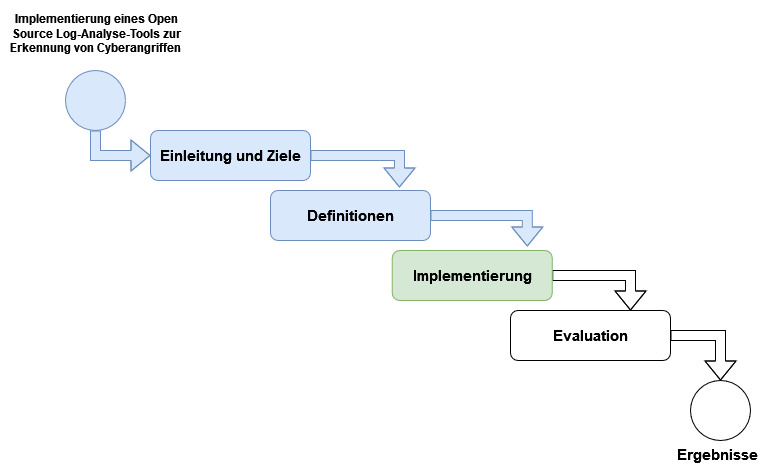 Implementierung eines Open
Source Log-Analyse-Tools zur
Erkennung von Cyberangriffen
Einleitung und Ziele
Definitionen
Implementierung
Evaluation
Ergebnisse